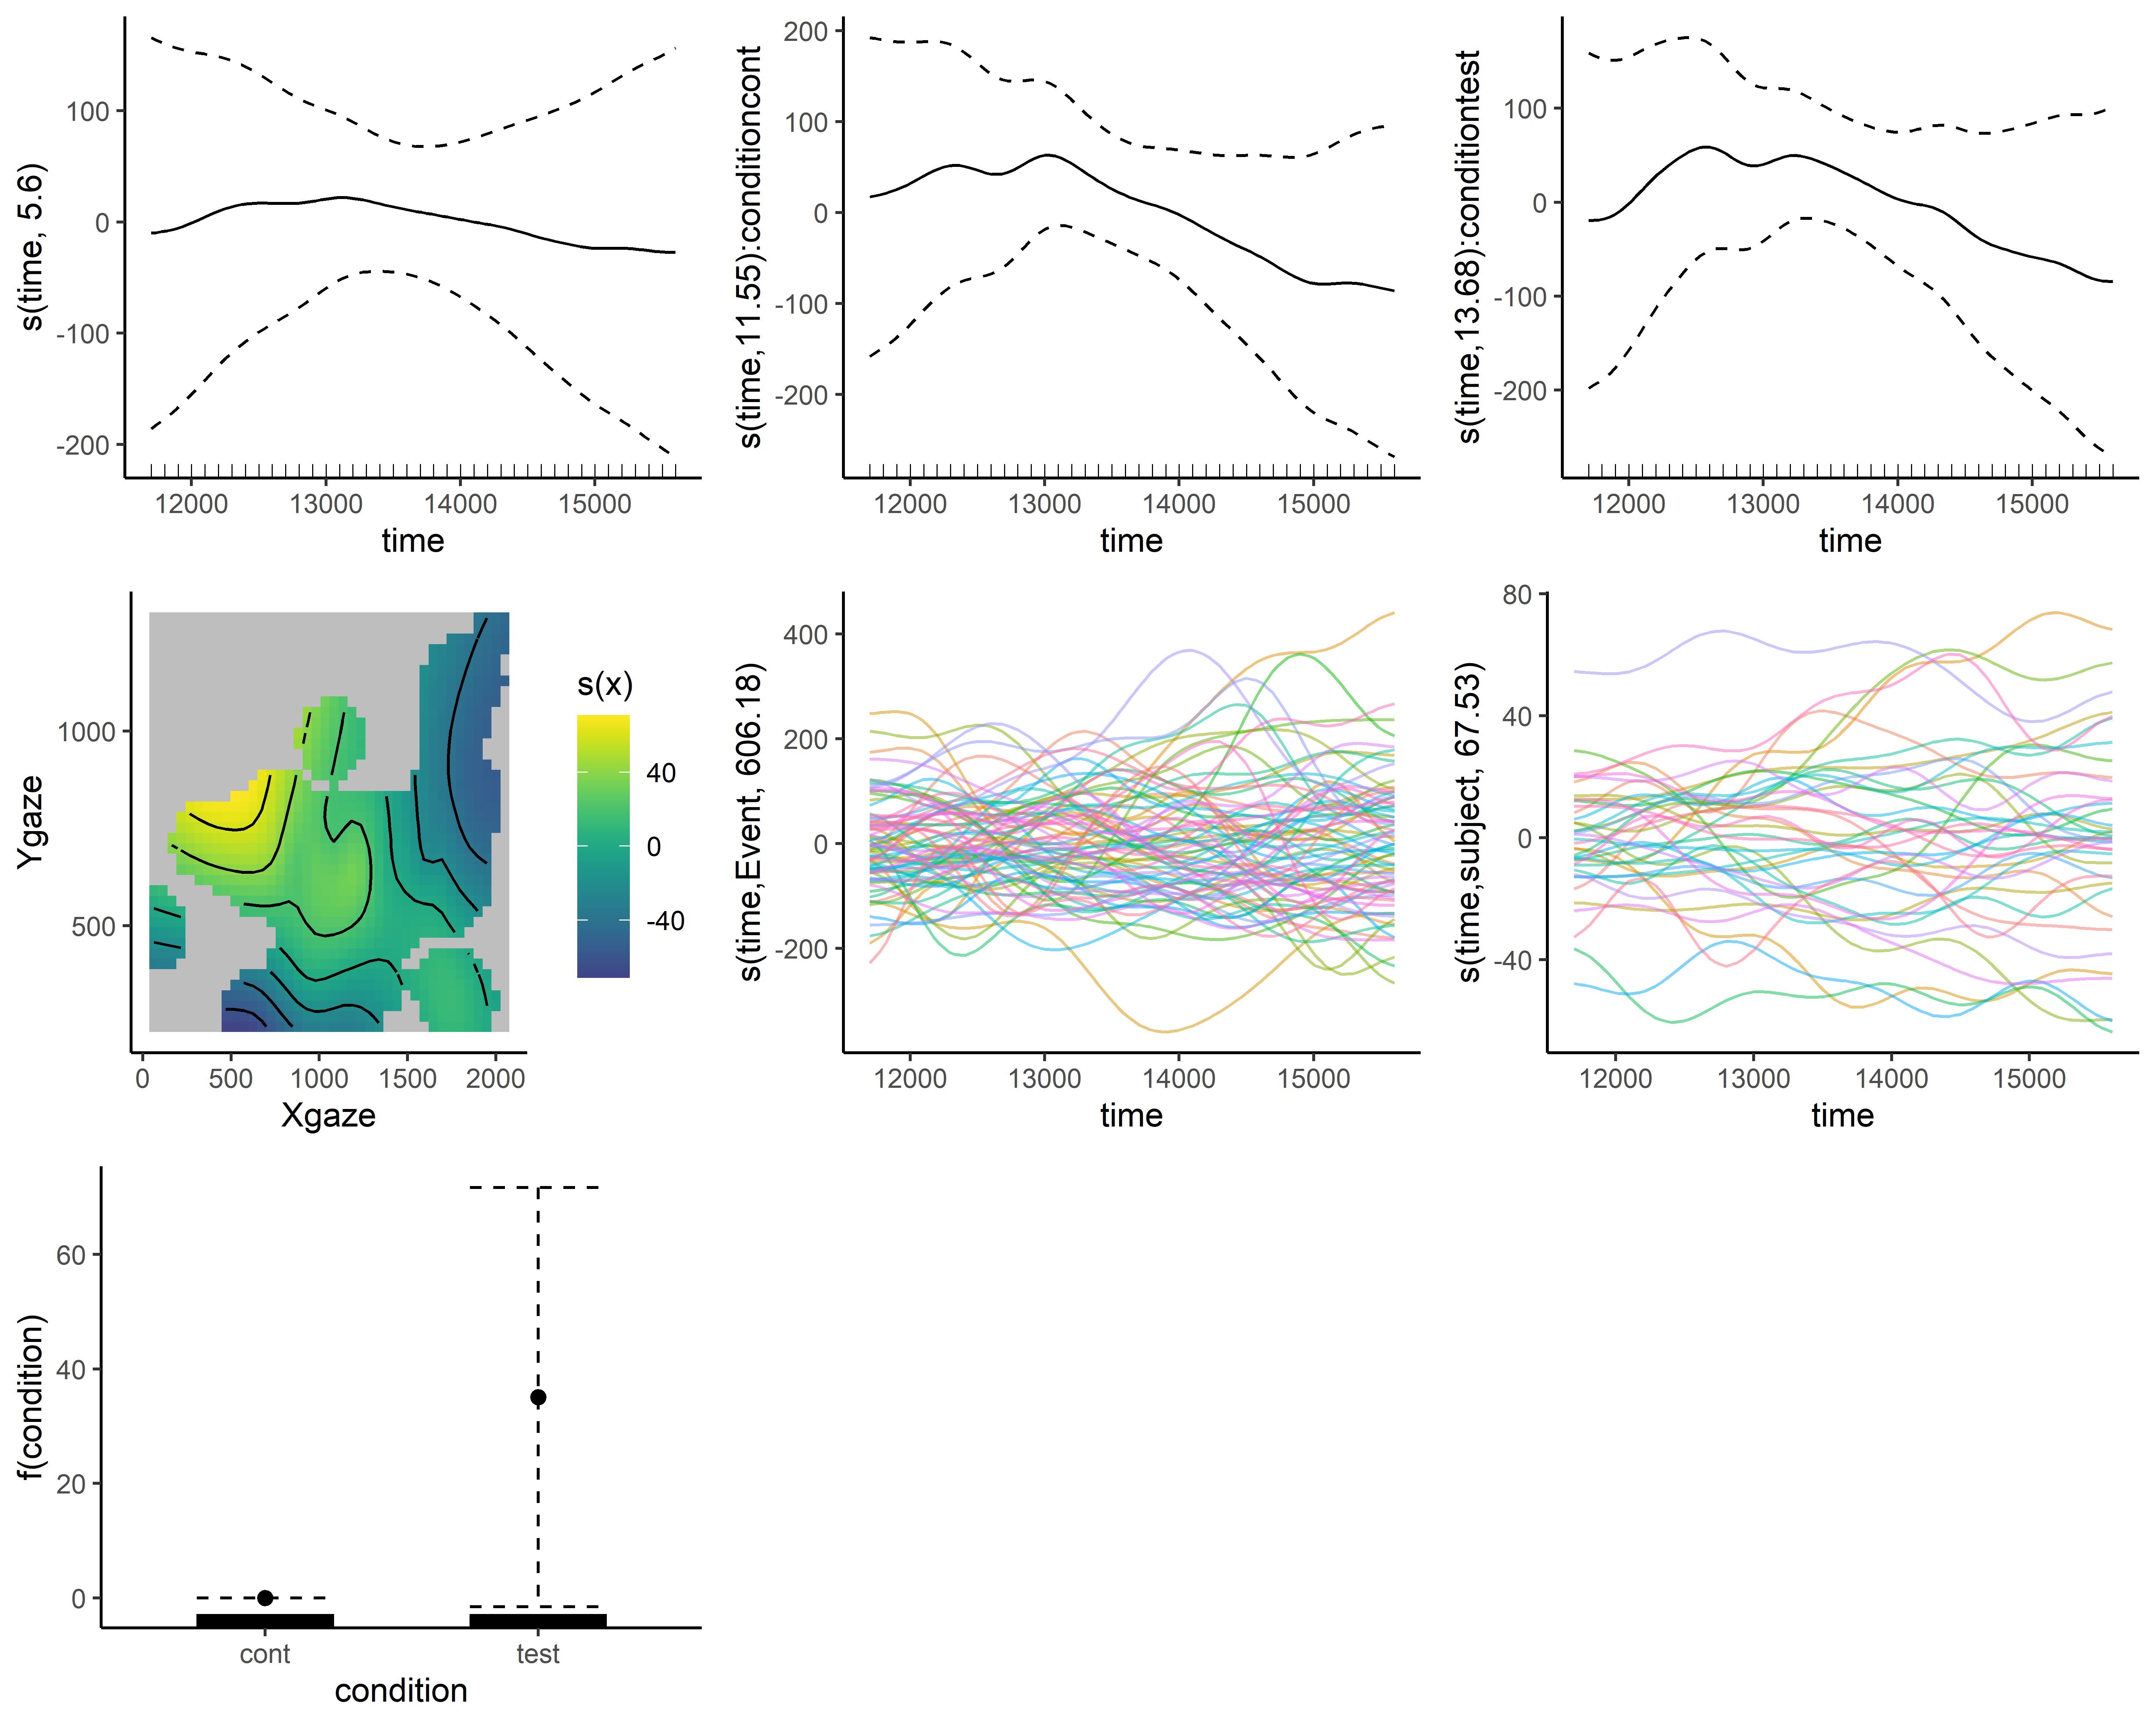 s(time, 5.6)
100
0
-100
-200
12000 13000 14000 15000
time
s(time,11.55):conditioncont
200
100
0
-100
-200
12000 13000 14000 15000
time
s(time,13.68):conditiontest
100
0
-100
-200
12000 13000 14000 15000
time
Ygaze
1000
500
0 500 1000 1500 2000
Xgaze
s(x)
40
0
-40
s(time,Event, 606.18)
400
200
0
-200
12000 13000 14000 15000
time
s(time,subject, 67.53)
80
40
0
-40
12000 13000 14000 15000
time
f(condition)
60
40
20
0
cont test
condition